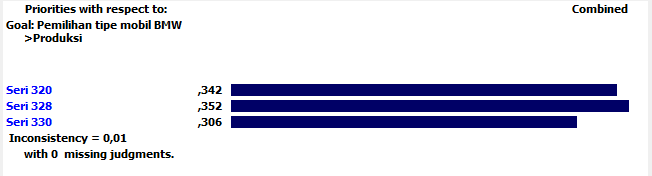 Priorities with respect to: Combined
Goal: Pemilihan tipe mobil BMW
>Produksi
Seri 320 ,342
Seri 328 ,352
Seri 330 ,306
Inconsistency = 0,01
with 0 missing judgments.